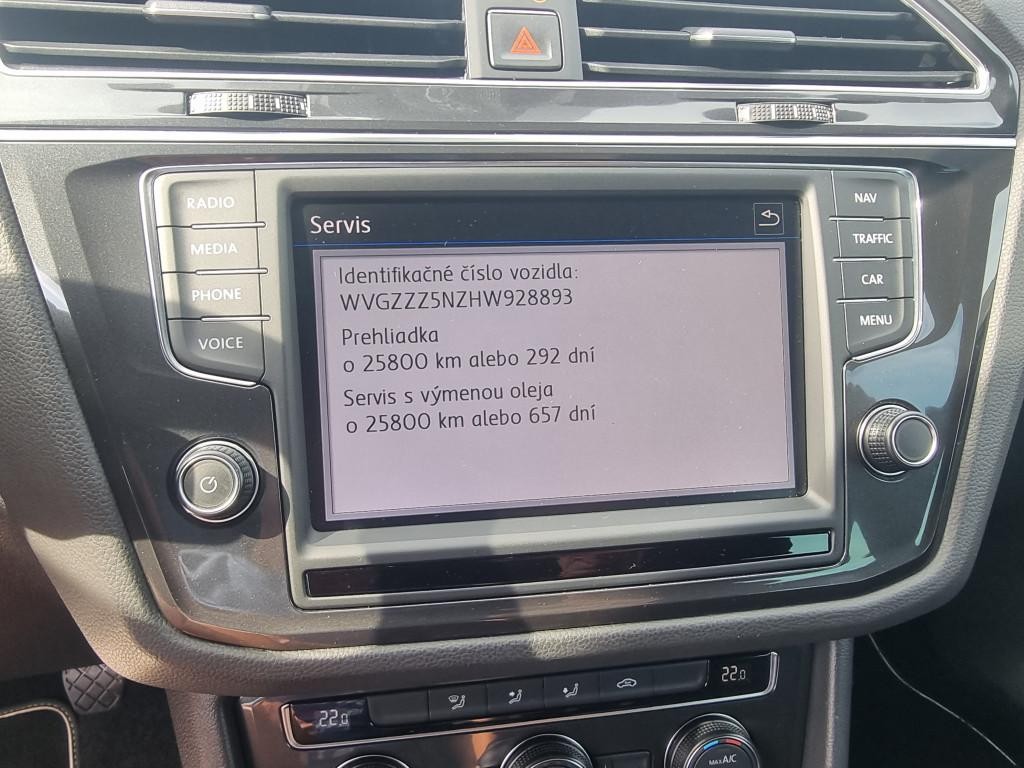 RADIO
MEDIA
PHONE
VOICE
Servis
Identifikačné číslo vozidla:
WVGZZZ5NZHW928893
Prehliadka
o 25800 km alebo 292 dní
Servis s výmenou oleja
o 25800 km alebo 657 dní
NAV
TRAFFIC
CAR
MENU
22.0
22.0
MAX A/C